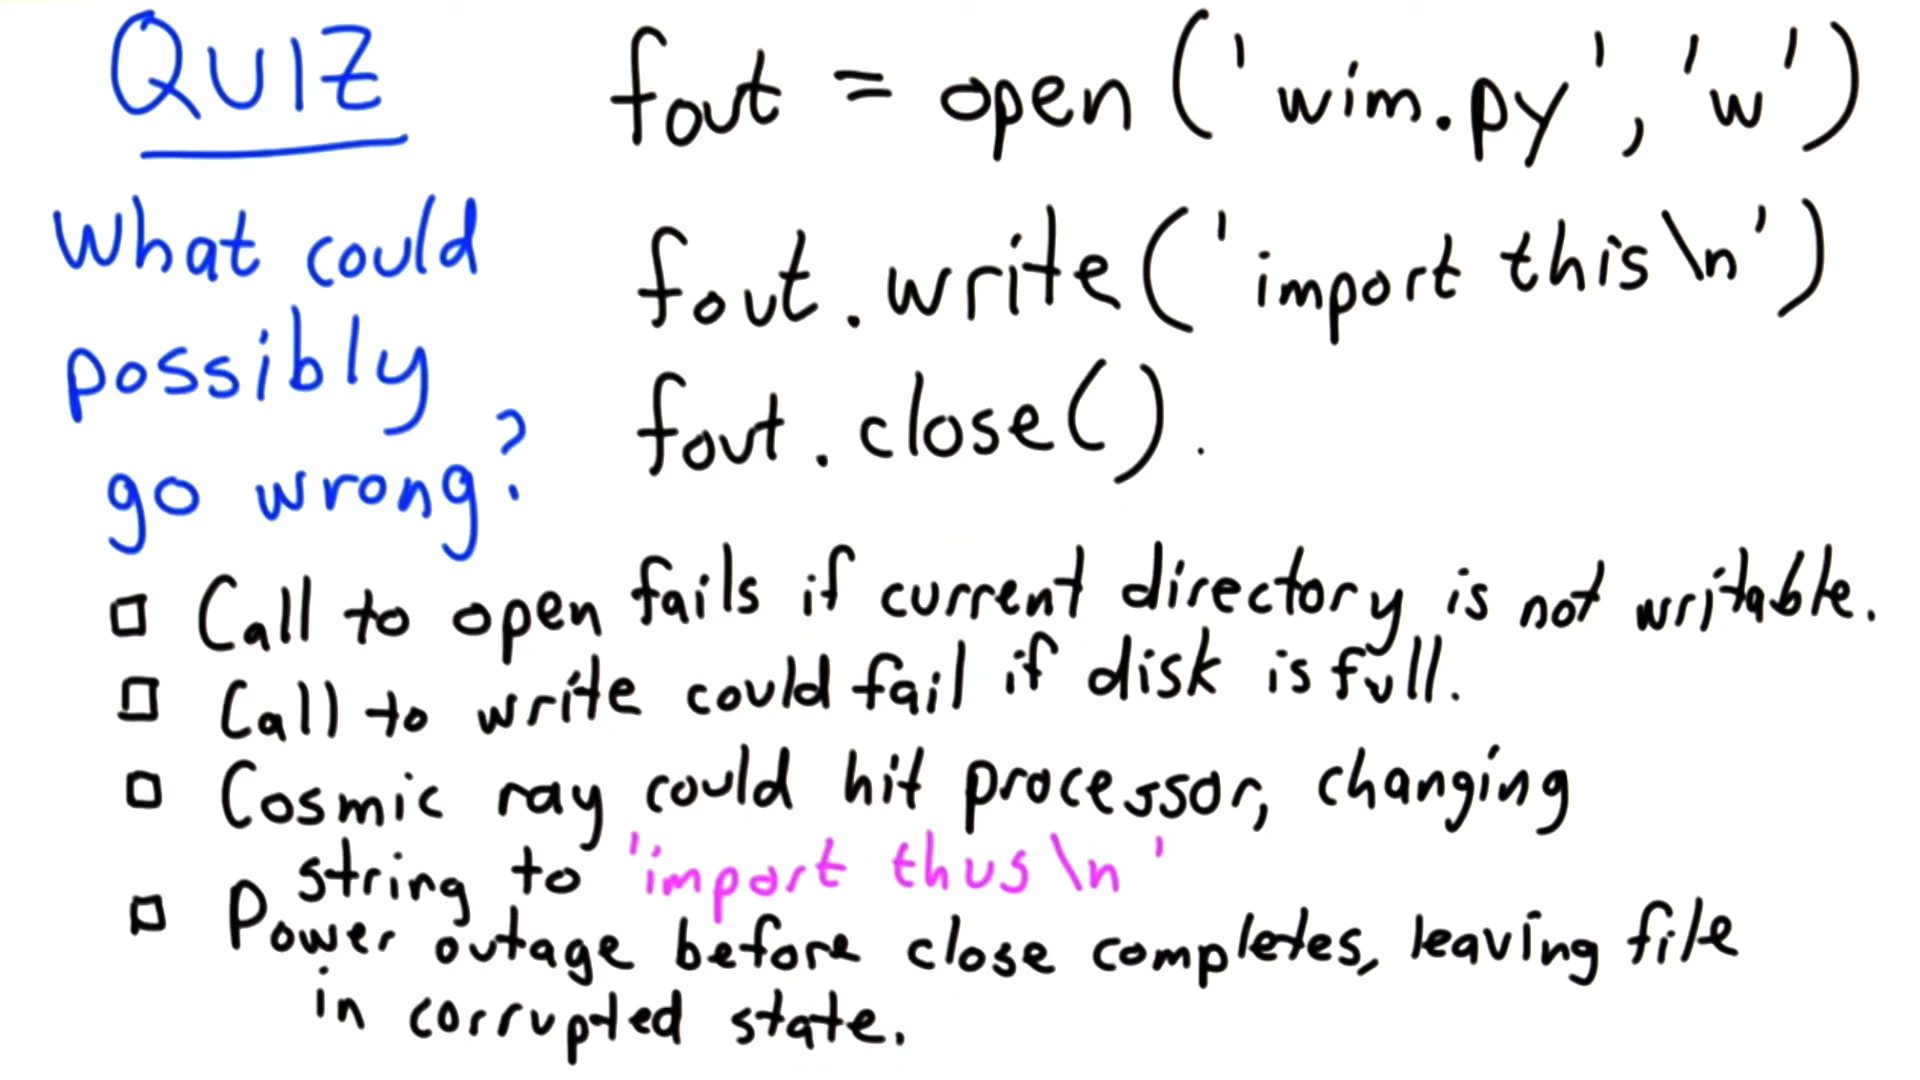 QUIZ
What could
possibly
go wrong?
fout = open('wim.py','w')
fout.write('import this\n')
fout.close().
Call to open fails if current directory is not writable.
Call to write could fail if disk is full.
Cosmic ray could hit processor, changing
string to 'import thus\n'
Power outage before close completes, leaving file
in corrupted state.